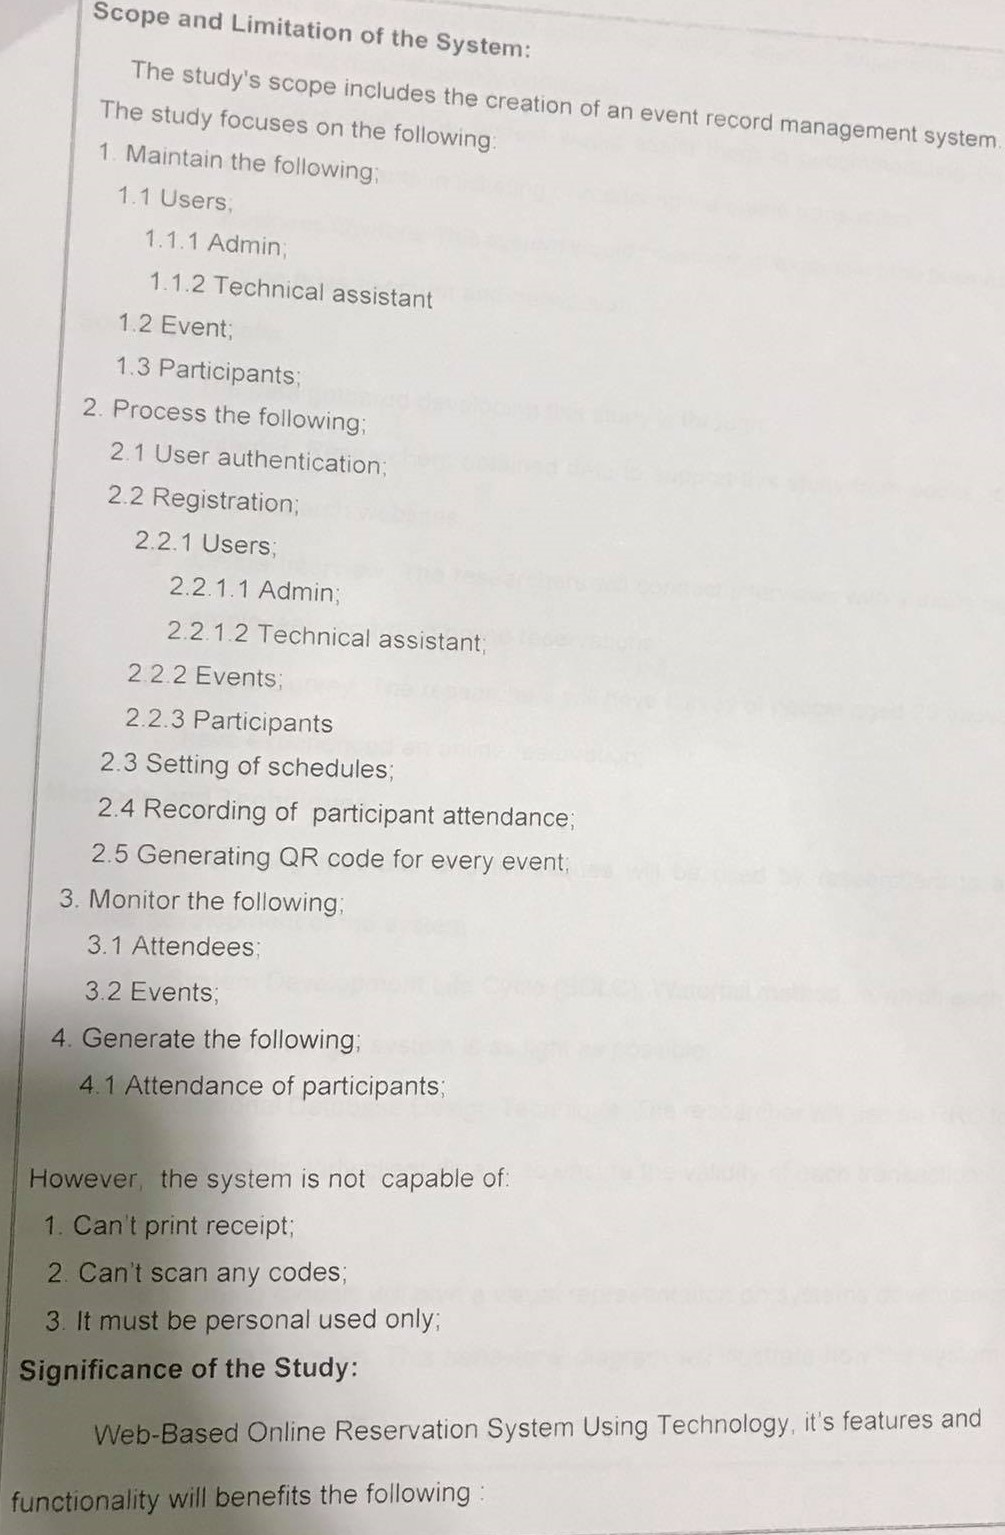 Scope and Limitation of the System:
The study's scope includes the creation of an event record management system.
The study focuses on the following:
1. Maintain the following;
1.1 Users;
1.1.1 Admin;
1.1.2 Technical assistant
1.2 Event;
1.3 Participants;
2. Process the following;
2.1 User authentication;
2.2 Registration;
2.2.1 Users;
2.2.1.1 Admin;
2.2.1.2 Technical assistant;
2.2.2 Events;
2.2.3 Participants
2.3 Setting of schedules;
2.4 Recording of  participant attendance;
2.5 Generating QR code for every event;
3. Monitor the following;
3.1 Attendees;
3.2 Events;
4. Generate the following;
4.1 Attendance of participants;
However,  the system is not  capable of:
1. Can't print receipt;
2. Can't scan any codes;
3. It must be personal used only;
Significance of the Study:
Web-Based Online Reservation System Using Technology, it's features and
functionality will benefits the following :